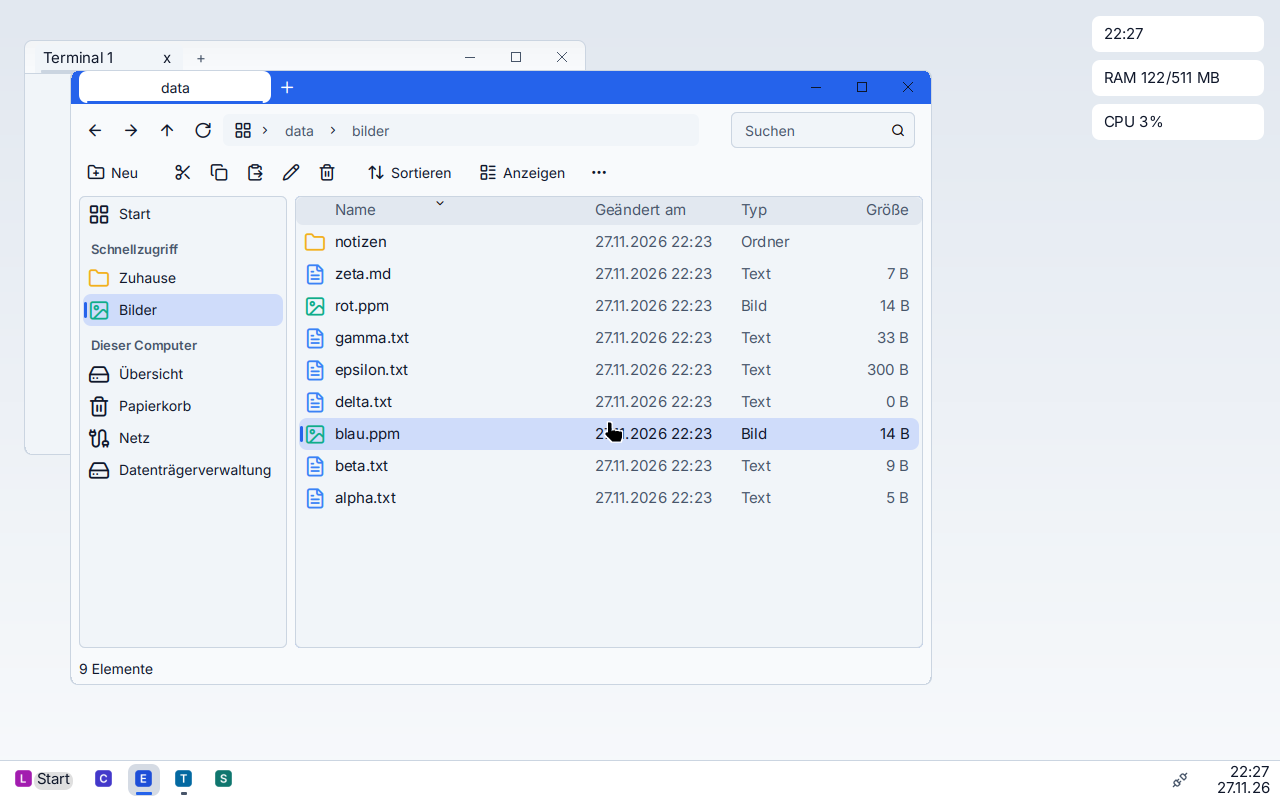 Terminal 1 x +
data +
data bilder Suchen
Neu Sortieren Anzeigen
Start
Schnellzugriff
Zuhause
Bilder
Dieser Computer
Übersicht
Papierkorb
Netz
Datenträgerverwaltung
Name Geändert am Typ Größe
notizen 27.11.2026 22:23 Ordner
zeta.md 27.11.2026 22:23 Text 7 B
rot.ppm 27.11.2026 22:23 Bild 14 B
gamma.txt 27.11.2026 22:23 Text 33 B
epsilon.txt 27.11.2026 22:23 Text 300 B
delta.txt 27.11.2026 22:23 Text 0 B
blau.ppm 27.11.2026 22:23 Bild 14 B
beta.txt 27.11.2026 22:23 Text 9 B
alpha.txt 27.11.2026 22:23 Text 5 B
9 Elemente
22:27
RAM 122/511 MB
CPU 3%
L Start C E T S
22:27
27.11.26